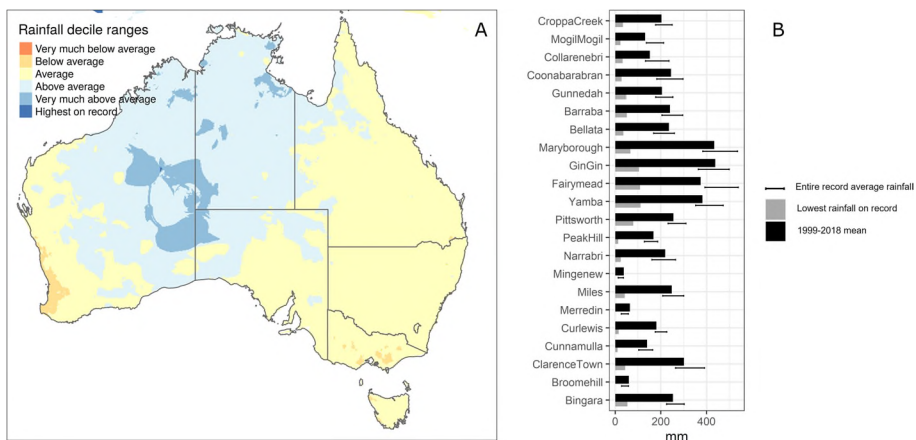 Rainfall decile ranges
Very much below average
Below average
Average
Above average
Very much above average
Highest on record
A
B
CroppaCreek
MogilMogil
Collarenebri
Coonabarabran
Gunnedah
Barraba
Bellata
Maryborough
GinGin
Fairymead
Yamba
Pittsworth
PeakHill
Narrabri
Mingenew
Miles
Merredin
Curlewis
Cunnamulla
ClarenceTown
Broomehill
Bingara
0 200 400
mm
Entire record average rainfall
Lowest rainfall on record
1999-2018 mean